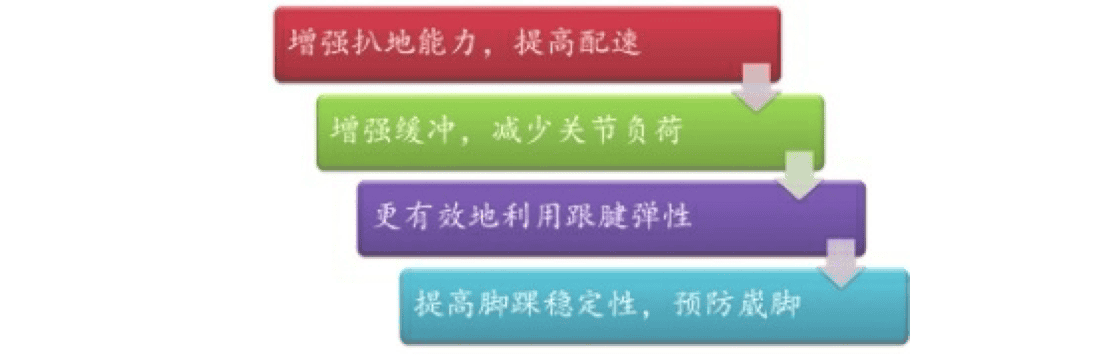 增强扒地能力，提高配速
增强缓冲，减少关节负荷
更有效地利用跟腱弹性
提高脚踝稳定性，预防崴脚